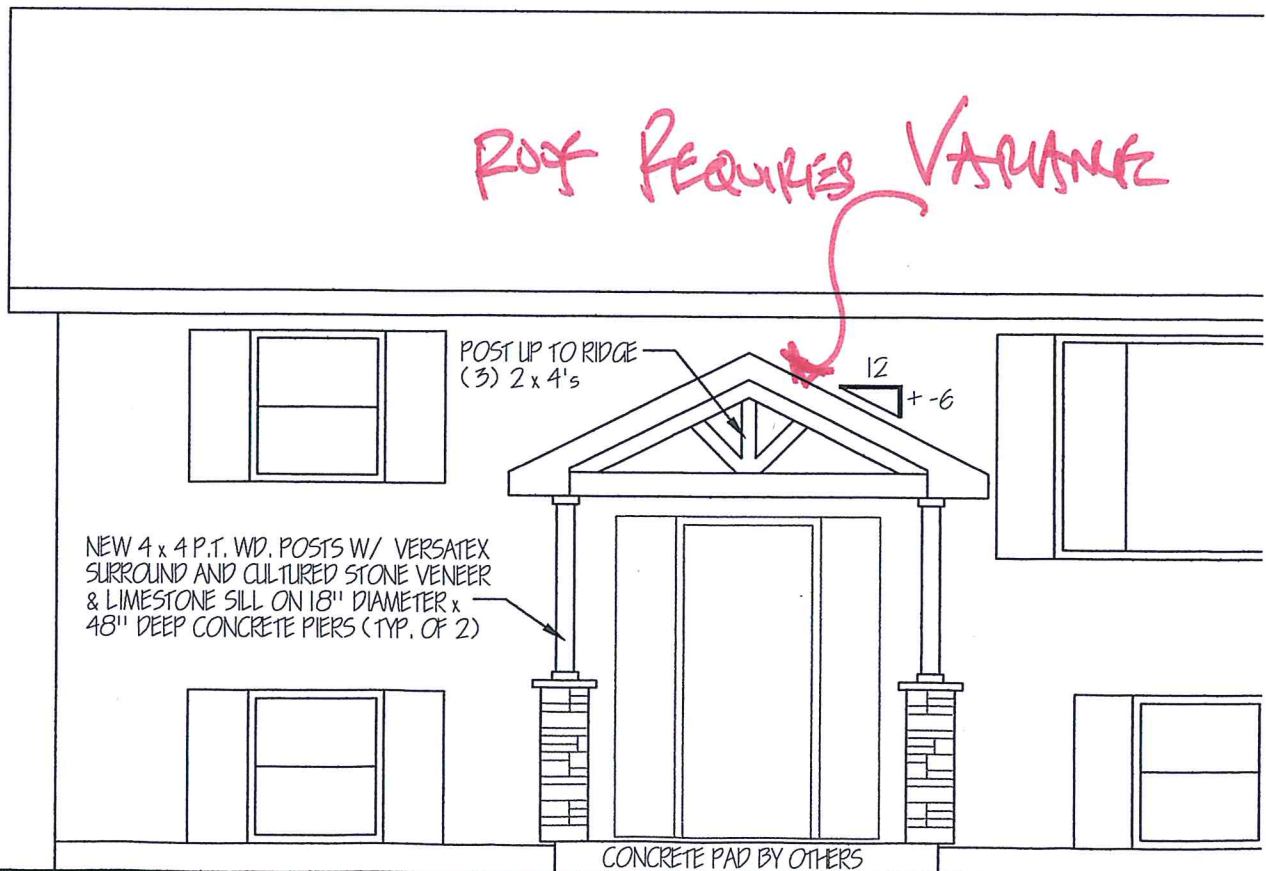 ROOF REQUIRES VARIANCE
POST UP TO RIDGE
(3) 2 x 4's
12
+ -6
NEW 4 x 4 P.T. WD. POSTS W/ VERSATEX
SURROUND AND CULTURED STONE VENEER
& LIMESTONE SILL ON 18" DIAMETER x
48" DEEP CONCRETE PIERS (TYP. OF 2)
CONCRETE PAD BY OTHERS